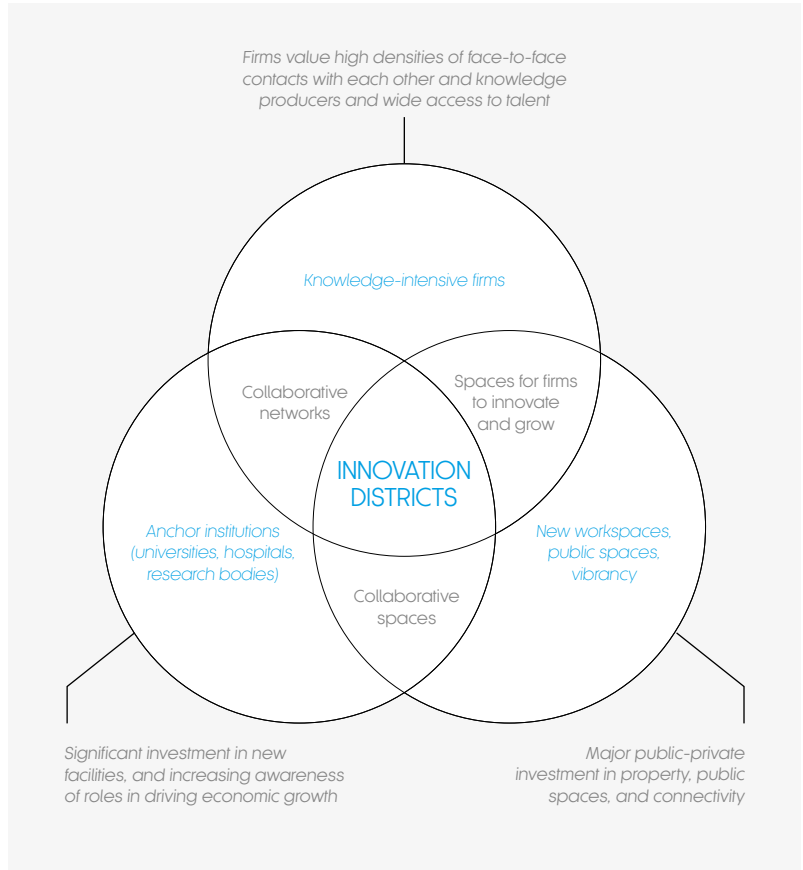 Firms value high densities of face-to-face
contacts with each other and knowledge
producers and wide access to talent
Knowledge-intensive firms
Collaborative
networks
Spaces for firms
to innovate
and grow
INNOVATION
DISTRICTS
Anchor institutions
(universities, hospitals,
research bodies)
New workspaces,
public spaces,
vibrancy
Collaborative
spaces
Significant investment in new
facilities, and increasing awareness
of roles in driving economic growth
Major public-private
investment in property, public
spaces, and connectivity